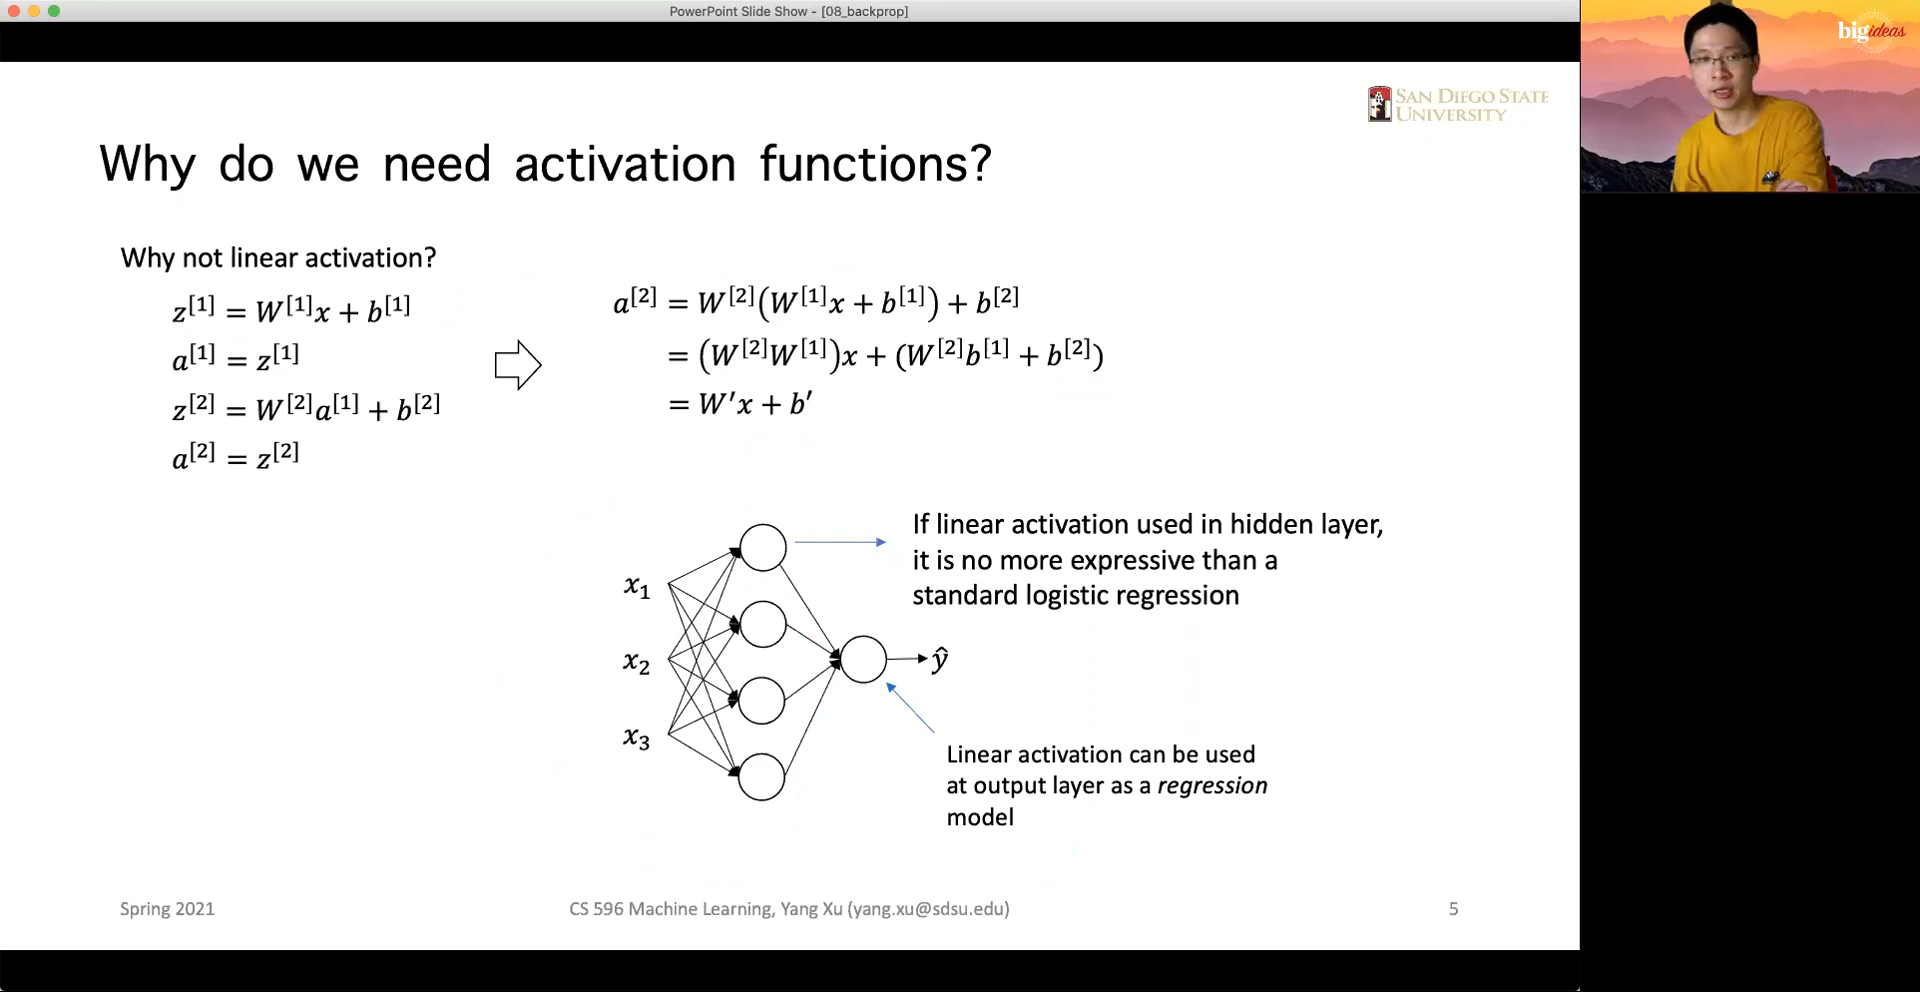 PowerPoint Slide Show - [08_backprop]
bigideas
SAN DIEGO STATE
UNIVERSITY
Why do we need activation functions?
Why not linear activation?
z[1] = W[1]x + b[1]
a[1] = z[1]
z[2] = W[2]a[1] + b[2]
a[2] = z[2]
a[2] = W[2](W[1]x + b[1]) + b[2]
= (W[2]W[1])x + (W[2]b[1] + b[2])
= W′x + b′
If linear activation used in hidden layer,
it is no more expressive than a
standard logistic regression
x1
x2
x3
ŷ
Linear activation can be used
at output layer as a regression
model
Spring 2021
CS 596 Machine Learning, Yang Xu (yang.xu@sdsu.edu)
5